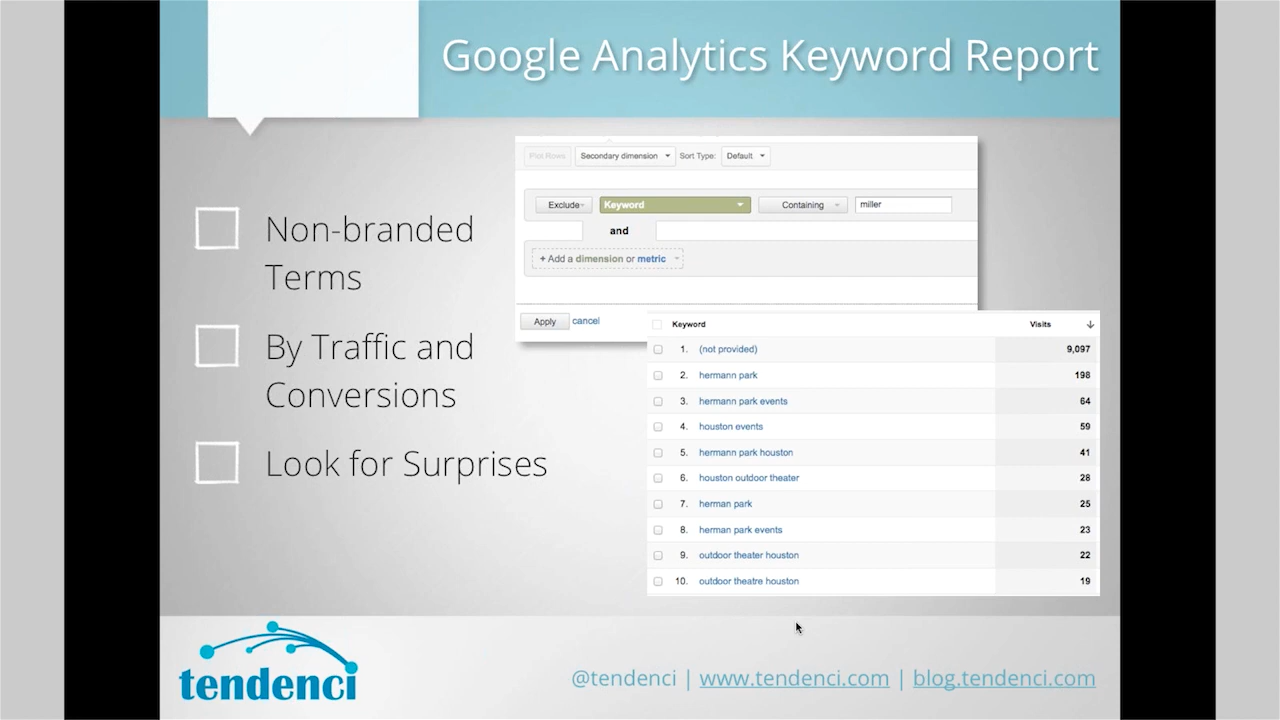 Google Analytics Keyword Report
Non-branded
Terms
By Traffic and
Conversions
Look for Surprises
Plot Rows Secondary dimension Sort Type: Default
Exclude Keyword Containing miller
and
+ Add a dimension or metric
Apply cancel
Keyword Visits
1. (not provided) 9,097
2. hermann park 198
3. hermann park events 64
4. houston events 59
5. hermann park houston 41
6. houston outdoor theater 28
7. herman park 25
8. herman park events 23
9. outdoor theater houston 22
10. outdoor theatre houston 19
tendenci
@tendenci | www.tendenci.com | blog.tendenci.com